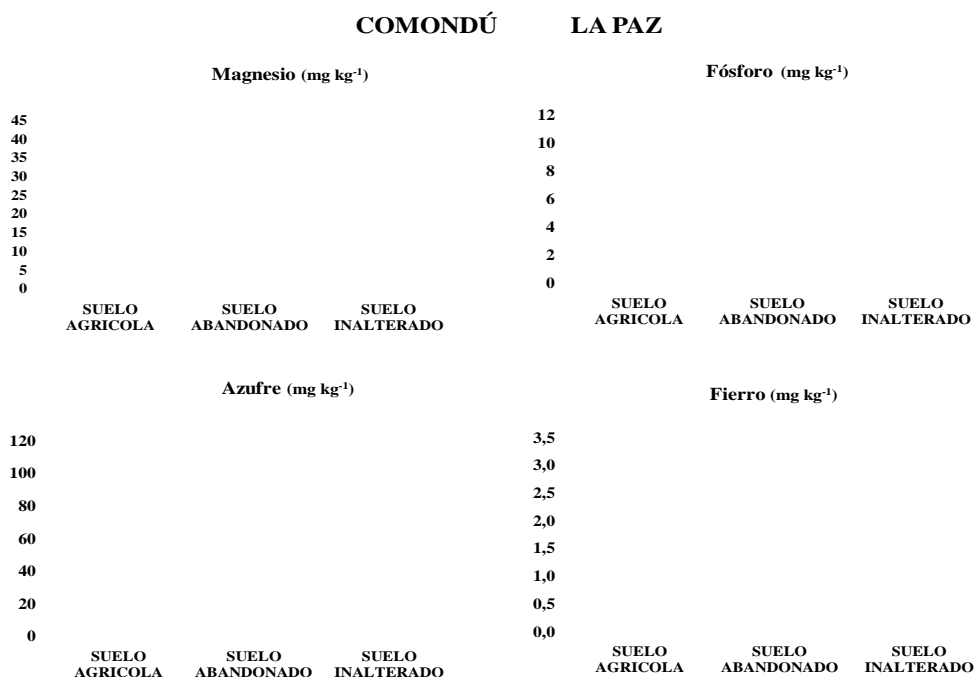 COMONDÚ LA PAZ
Magnesio (mg kg-1)
45
40
35
30
25
20
15
10
5
0
SUELO AGRICOLA
SUELO ABANDONADO
SUELO INALTERADO
Fósforo (mg kg-1)
12
10
8
6
4
2
0
SUELO AGRICOLA
SUELO ABANDONADO
SUELO INALTERADO
Azufre (mg kg-1)
120
100
80
60
40
20
0
SUELO AGRICOLA
SUELO ABANDONADO
SUELO INALTERADO
Fierro (mg kg-1)
3,5
3,0
2,5
2,0
1,5
1,0
0,5
0,0
SUELO AGRICOLA
SUELO ABANDONADO
SUELO INALTERADO